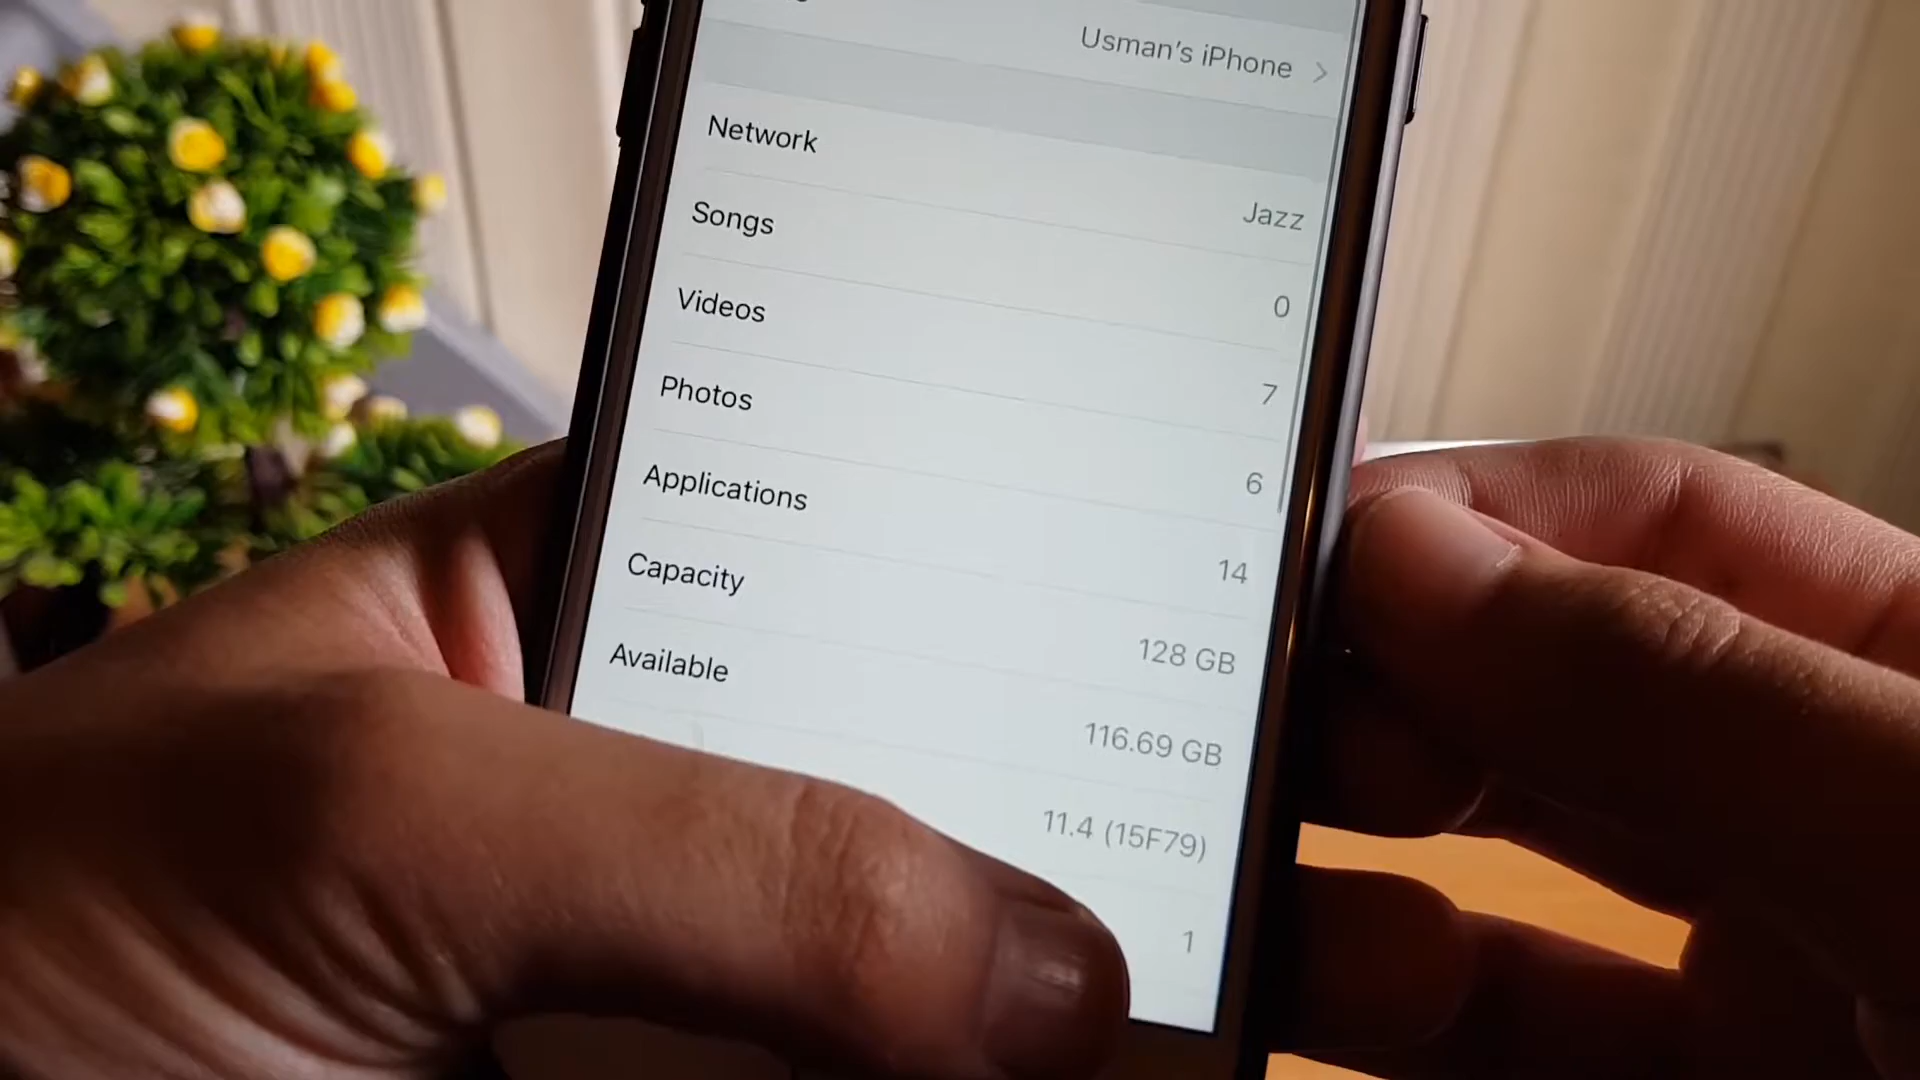 Usman's iPhone
Network
Jazz
Songs
0
Videos
7
Photos
6
Applications
14
Capacity
128 GB
Available
116.69 GB
11.4 (15F79)
1